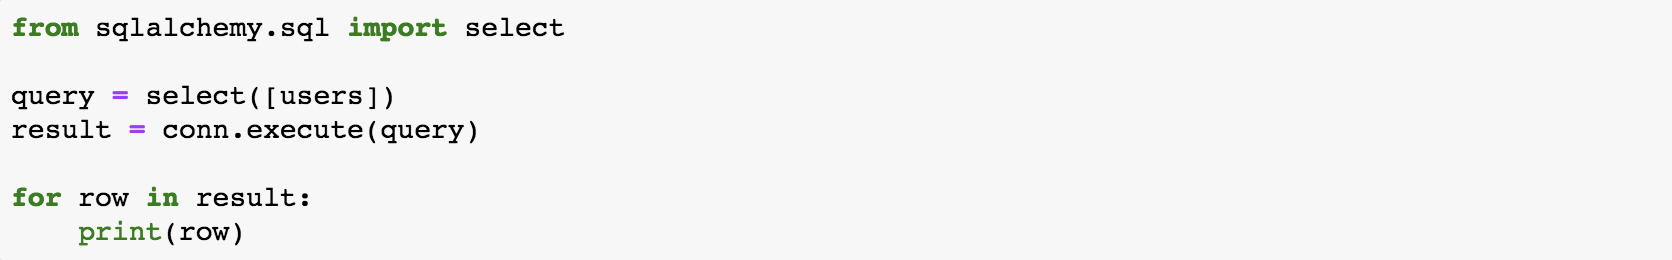 from sqlalchemy.sql import select

query = select([users])
result = conn.execute(query)

for row in result:
    print(row)